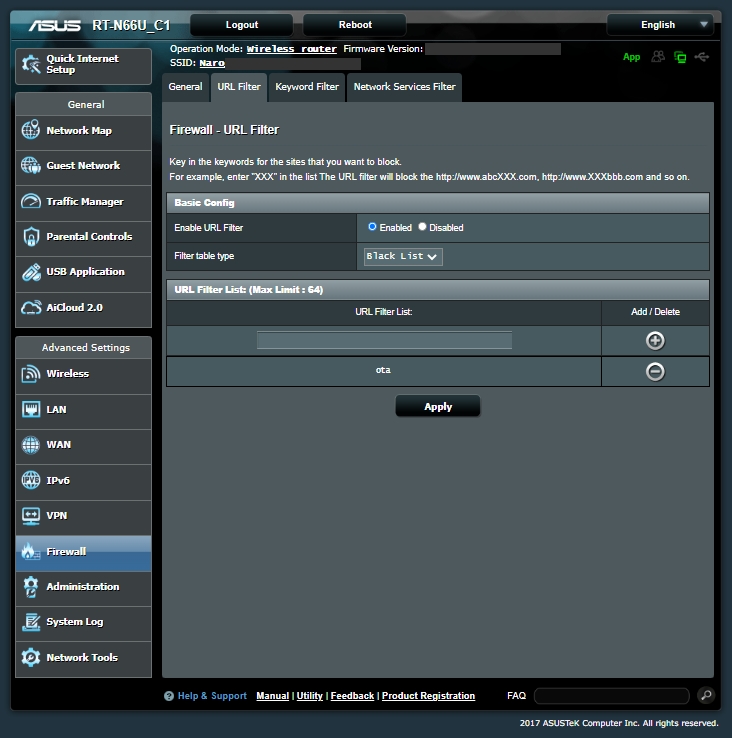 ASUS RT-N66U_C1 Logout Reboot English
Operation Mode: Wireless router Firmware Version:
SSID: Naro
App
Quick Internet
Setup
General
Network Map
Guest Network
Traffic Manager
Parental Controls
USB Application
AiCloud 2.0
Advanced Settings
Wireless
LAN
WAN
IPv6
VPN
Firewall
Administration
System Log
Network Tools
General URL Filter Keyword Filter Network Services Filter
Firewall - URL Filter
Key in the keywords for the sites that you want to block.
For example, enter "XXX" in the list The URL filter will block the http://www.abcXXX.com, http://www.XXXbbb.com and so on.
Basic Config
Enable URL Filter Enabled Disabled
Filter table type Black List
URL Filter List: (Max Limit : 64)
URL Filter List: Add / Delete
ota
Apply
Help & Support Manual | Utility | Feedback | Product Registration FAQ
2017 ASUSTeK Computer Inc. All rights reserved.